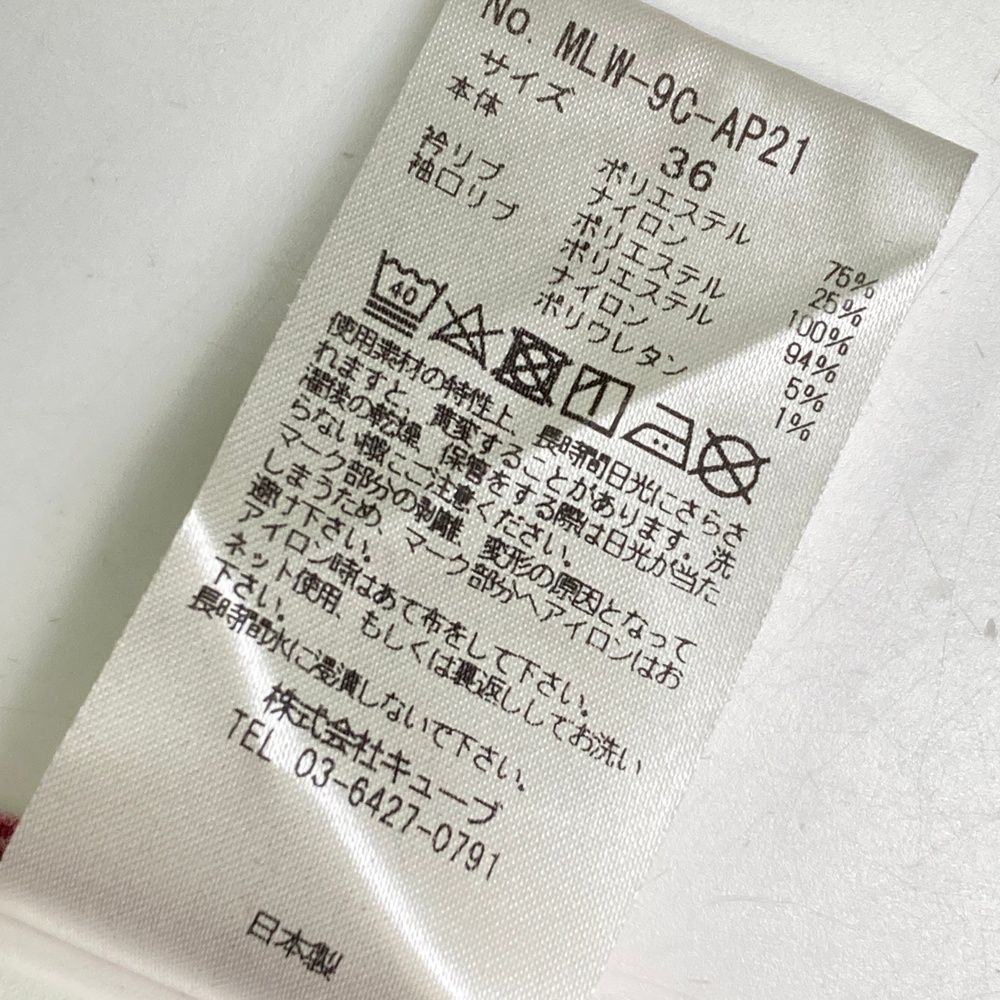 No. MLW-9C-AP21
サイズ 36
本体 ポリエステル 75%
ナイロン 25%
衿リブ ポリエステル 100%
袖口リブ ポリエステル 94%
ナイロン 5%
ポリウレタン 1%
40
使用素材の特性上、長時間日光にさらさ
れますと、黄変することがあります。洗
濯後の乾燥、保管をする際は日光が当た
らない様にご注意ください。
マーク部分の剥離、変形の原因となって
しまうため、マーク部分へアイロンはお
避け下さい。
アイロン時はあて布をして下さい。
ネット使用、もしくは裏返ししてお洗い
下さい。
長時間水に浸漬しないで下さい。
株式会社キューブ
TEL 03-6427-0791
日本製